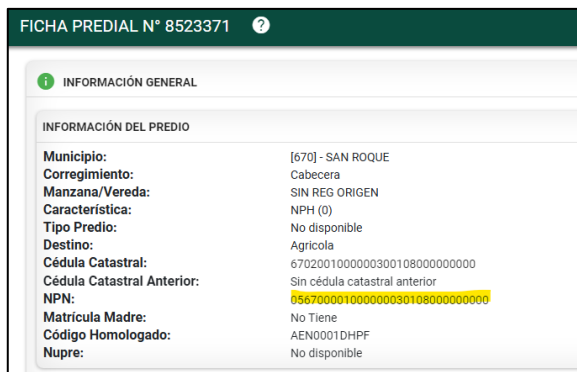 FICHA PREDIAL N° 8523371 ?
i INFORMACIÓN GENERAL
INFORMACIÓN DEL PREDIO
Municipio: [670] - SAN ROQUE
Corregimiento: Cabecera
Manzana/Vereda: SIN REG ORIGEN
Característica: NPH (0)
Tipo Predio: No disponible
Destino: Agricola
Cédula Catastral: 6702001000000300108000000000
Cédula Catastral Anterior: Sin cédula catastral anterior
NPN: 056700001000000030108000000000
Matrícula Madre: No Tiene
Código Homologado: AEN0001DHPF
Nupre: No disponible